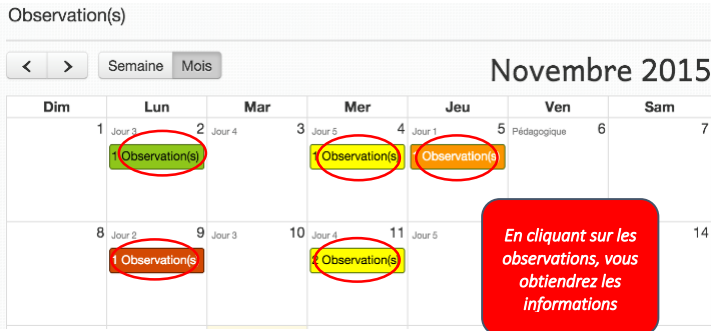 Observation(s)
< > Semaine Mois
Novembre 2015
Dim Lun Mar Mer Jeu Ven Sam
1 Jour 3 2 Jour 4 3 Jour 5 4 Jour 1 5 Pédagogique 6 7
1 Observation(s) 1 Observation(s) 1 Observation(s)
8 Jour 2 9 Jour 3 10 Jour 4 11 Jour 5 14
1 Observation(s) 2 Observation(s)
En cliquant sur les
observations, vous
obtiendrez les
informations